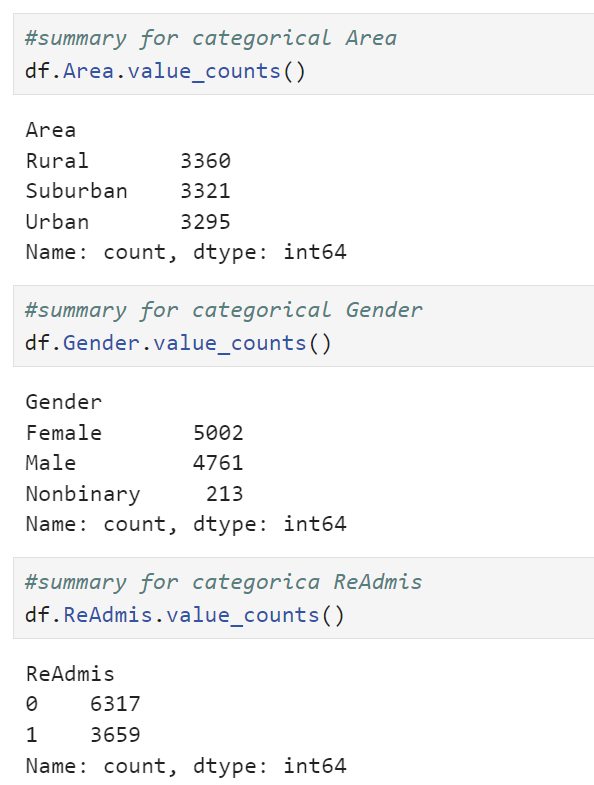 #summary for categorical Area
df.Area.value_counts()
Area
Rural 3360
Suburban 3321
Urban 3295
Name: count, dtype: int64
#summary for categorical Gender
df.Gender.value_counts()
Gender
Female 5002
Male 4761
Nonbinary 213
Name: count, dtype: int64
#summary for categorica ReAdmis
df.ReAdmis.value_counts()
ReAdmis
0 6317
1 3659
Name: count, dtype: int64